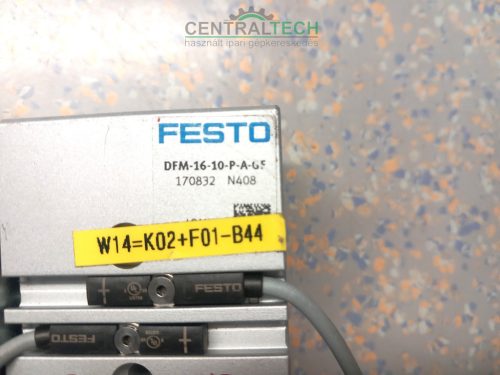 CENTRALTECH
használt ipari gépkereskedés
FESTO
DFM-16-10-P-A-GF
170832 N408
W14=K02+F01-B44
FESTO
FESTO